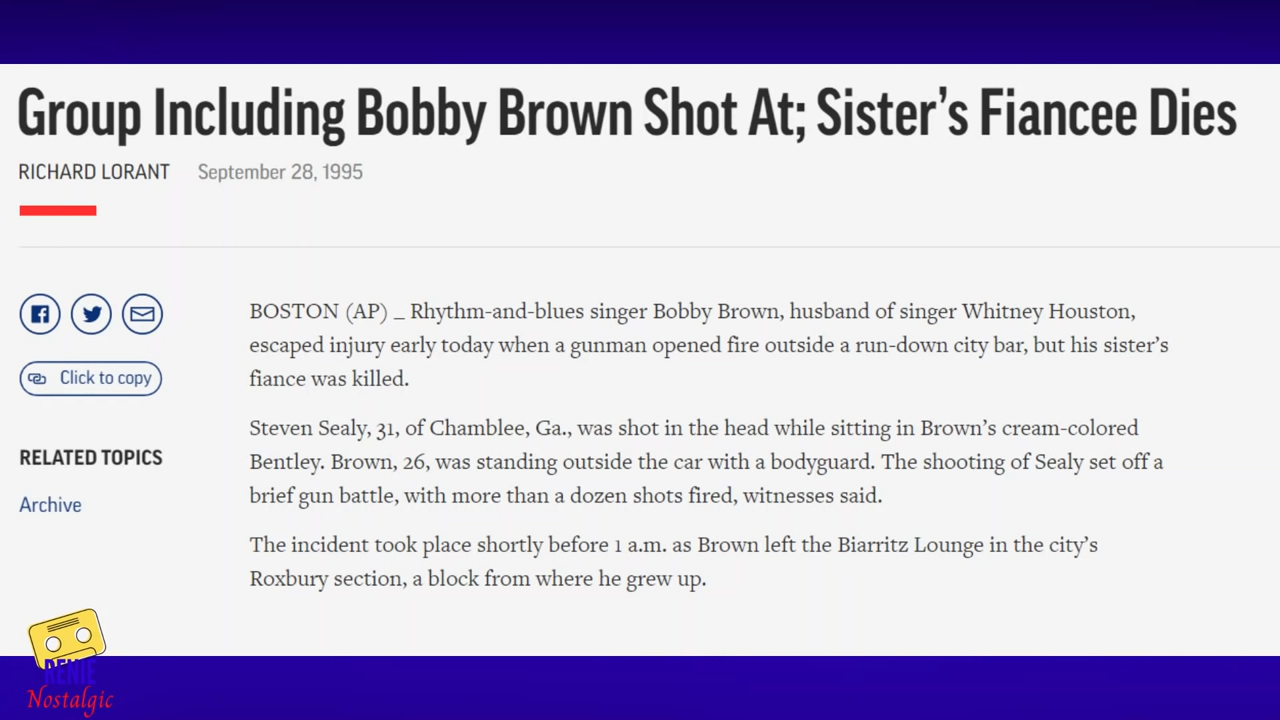 Group Including Bobby Brown Shot At; Sister's Fiancee Dies
RICHARD LORANT September 28, 1995
Click to copy
RELATED TOPICS
Archive
BOSTON (AP) _ Rhythm-and-blues singer Bobby Brown, husband of singer Whitney Houston,
escaped injury early today when a gunman opened fire outside a run-down city bar, but his sister's
fiance was killed.
Steven Sealy, 31, of Chamblee, Ga., was shot in the head while sitting in Brown's cream-colored
Bentley. Brown, 26, was standing outside the car with a bodyguard. The shooting of Sealy set off a
brief gun battle, with more than a dozen shots fired, witnesses said.
The incident took place shortly before 1 a.m. as Brown left the Biarritz Lounge in the city's
Roxbury section, a block from where he grew up.
RENIE
Nostalgic